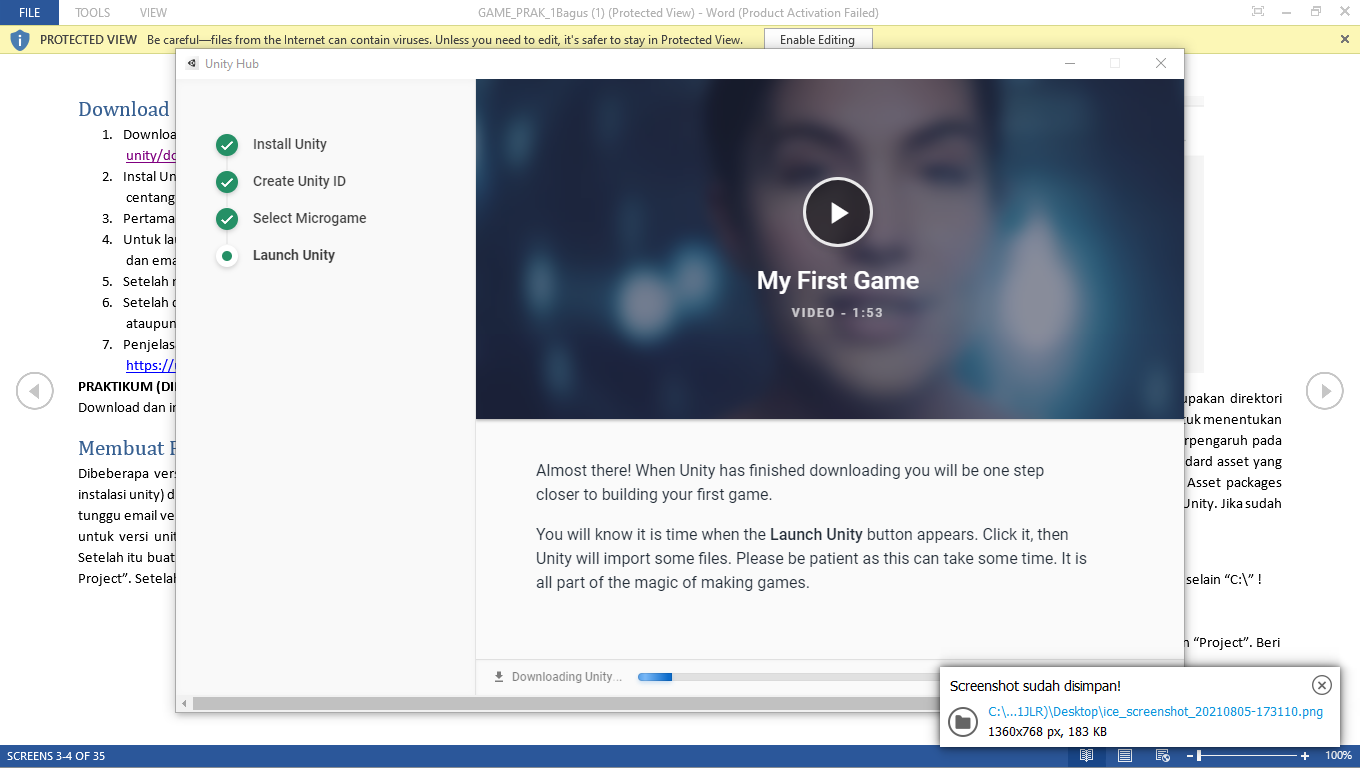 FILE TOOLS VIEW GAME_PRAK_1Bagus (1) (Protected View) - Word (Product Activation Failed)
PROTECTED VIEW Be careful—files from the Internet can contain viruses. Unless you need to edit, it's safer to stay in Protected View. Enable Editing
Unity Hub
Download
1. Downloa
unity/do
2. Instal Un
centang
3. Pertama
4. Untuk la
dan ema
5. Setelah
6. Setelah
ataupun
7. Penjelas
https://
PRAKTIKUM (DI
Download dan in
Membuat
Dibeberapa vers
instalasi unity) d
tunggu email ve
untuk versi unit
Setelah itu buat
Project”. Setelah
Install Unity
Create Unity ID
Select Microgame
Launch Unity
My First Game
VIDEO - 1:53
Almost there! When Unity has finished downloading you will be one step
closer to building your first game.
You will know it is time when the Launch Unity button appears. Click it, then
Unity will import some files. Please be patient as this can take some time. It is
all part of the magic of making games.
Downloading Unity...
upakan direktori
tuk menentukan
rpengaruh pada
dard asset yang
Asset packages
Unity. Jika sudah
selain “C:\” !
n “Project”. Beri
Screenshot sudah disimpan!
C:\...1JLR)\Desktop\ice_screenshot_20210805-173110.png
1360x768 px, 183 KB
SCREENS 3-4 OF 35 100%